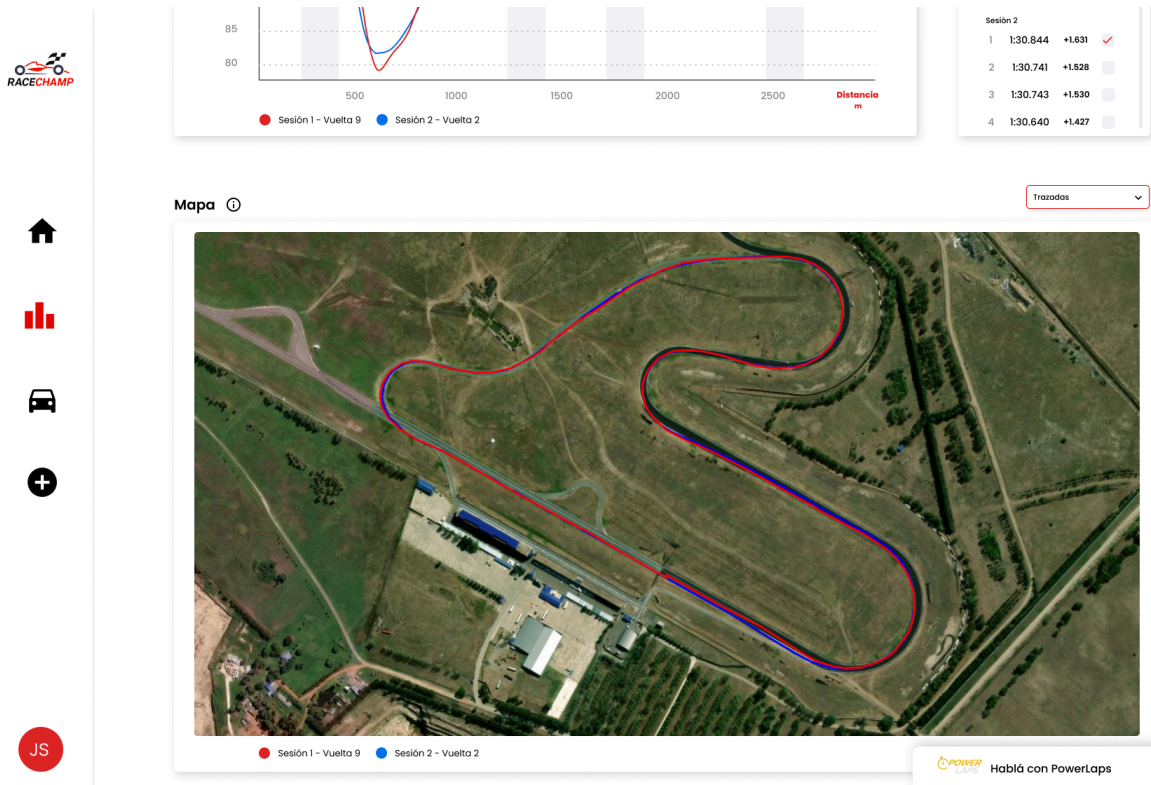 RACECHAMP
85
80
500 1000 1500 2000 2500 Distancia
m
Sesión 1 - Vuelta 9 Sesión 2 - Vuelta 2
Sesión 2
1 1:30.844 +1.631
2 1:30.741 +1.528
3 1:30.743 +1.530
4 1:30.640 +1.427
Mapa
Trazadas
Sesión 1 - Vuelta 9 Sesión 2 - Vuelta 2
JS
POWER
LAPS
Hablá con PowerLaps